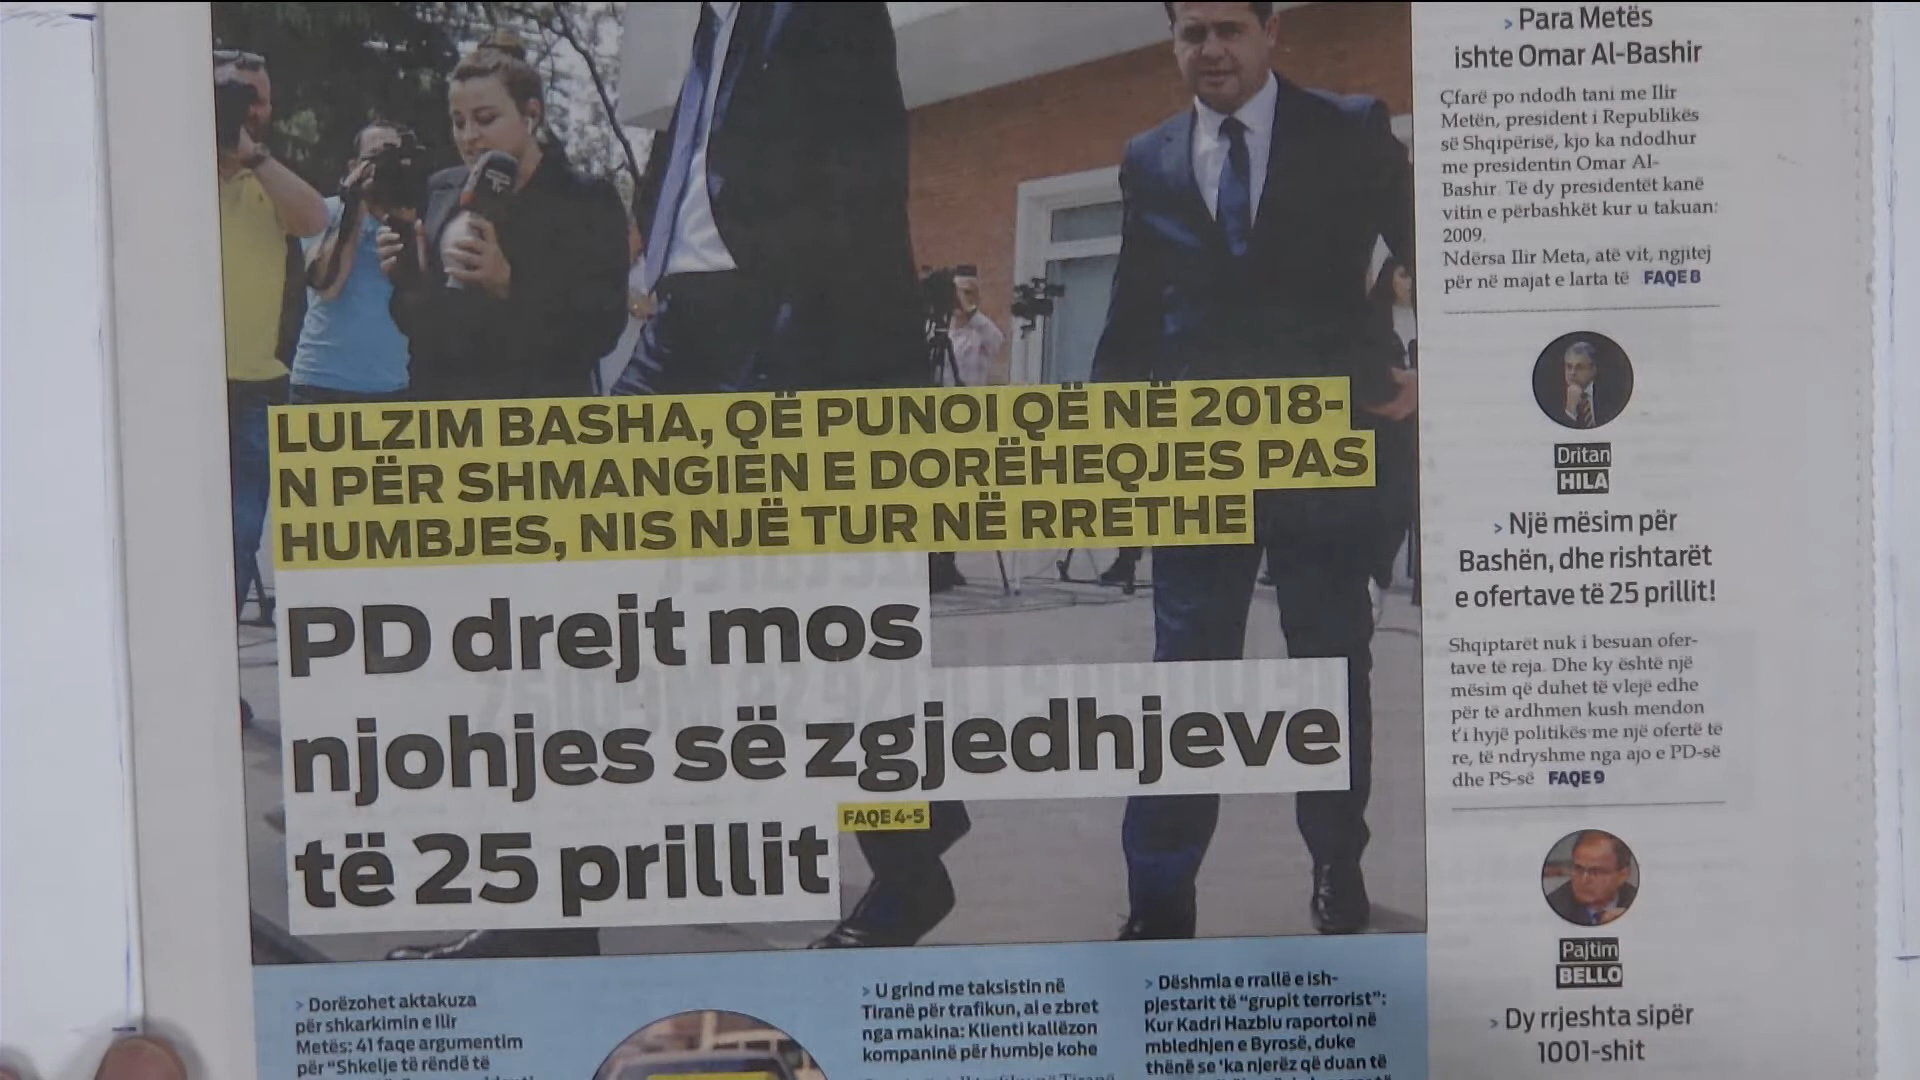 LULZIM BASHA, QË PUNOI QË NË 2018-
N PËR SHMANGIEN E DORËHEQJES PAS
HUMBJES, NIS NJË TUR NË RRETHE
PD drejt mos
njohjes së zgjedhjeve
të 25 prillit
FAQE 4-5
> Para Metës
ishte Omar Al-Bashir
Çfarë po ndodh tani me Ilir
Metën, president i Republikës
së Shqipërisë, kjo ka ndodhur
me presidentin Omar Al-
Bashir. Të dy presidentët kanë
vitin e përbashkët kur u takuan:
2009.
Ndërsa Ilir Meta, atë vit, ngjitej
për në majat e larta të FAQE 8
Dritan
HILA
> Një mësim për
Bashën, dhe rishtarët
e ofertave të 25 prillit!
Shqiptarët nuk i besuan ofer-
tave të reja. Dhe ky është një
mësim që duhet të vlejë edhe
për të ardhmen kush mendon
t'i hyjë politikës me një ofertë të
re, të ndryshme nga ajo e PD-së
dhe PS-së FAQE 9
Pajtim
BELLO
> Dy rrjeshta sipër
1001-shit
> Dorëzohet aktakuza
për shkarkimin e Ilir
Metës: 41 faqe argumentim
për "Shkelje të rëndë të
> U grind me taksistin në
Tiranë për trafikun, ai e zbret
nga makina: Klienti kallëzon
kompaninë për humbje kohe
> Dëshmia e rrallë e ish-
pjestarit të "grupit terrorist":
Kur Kadri Hazbiu raportoi në
mbledhjen e Byrosë, duke
thënë se 'ka njerëz që duan të